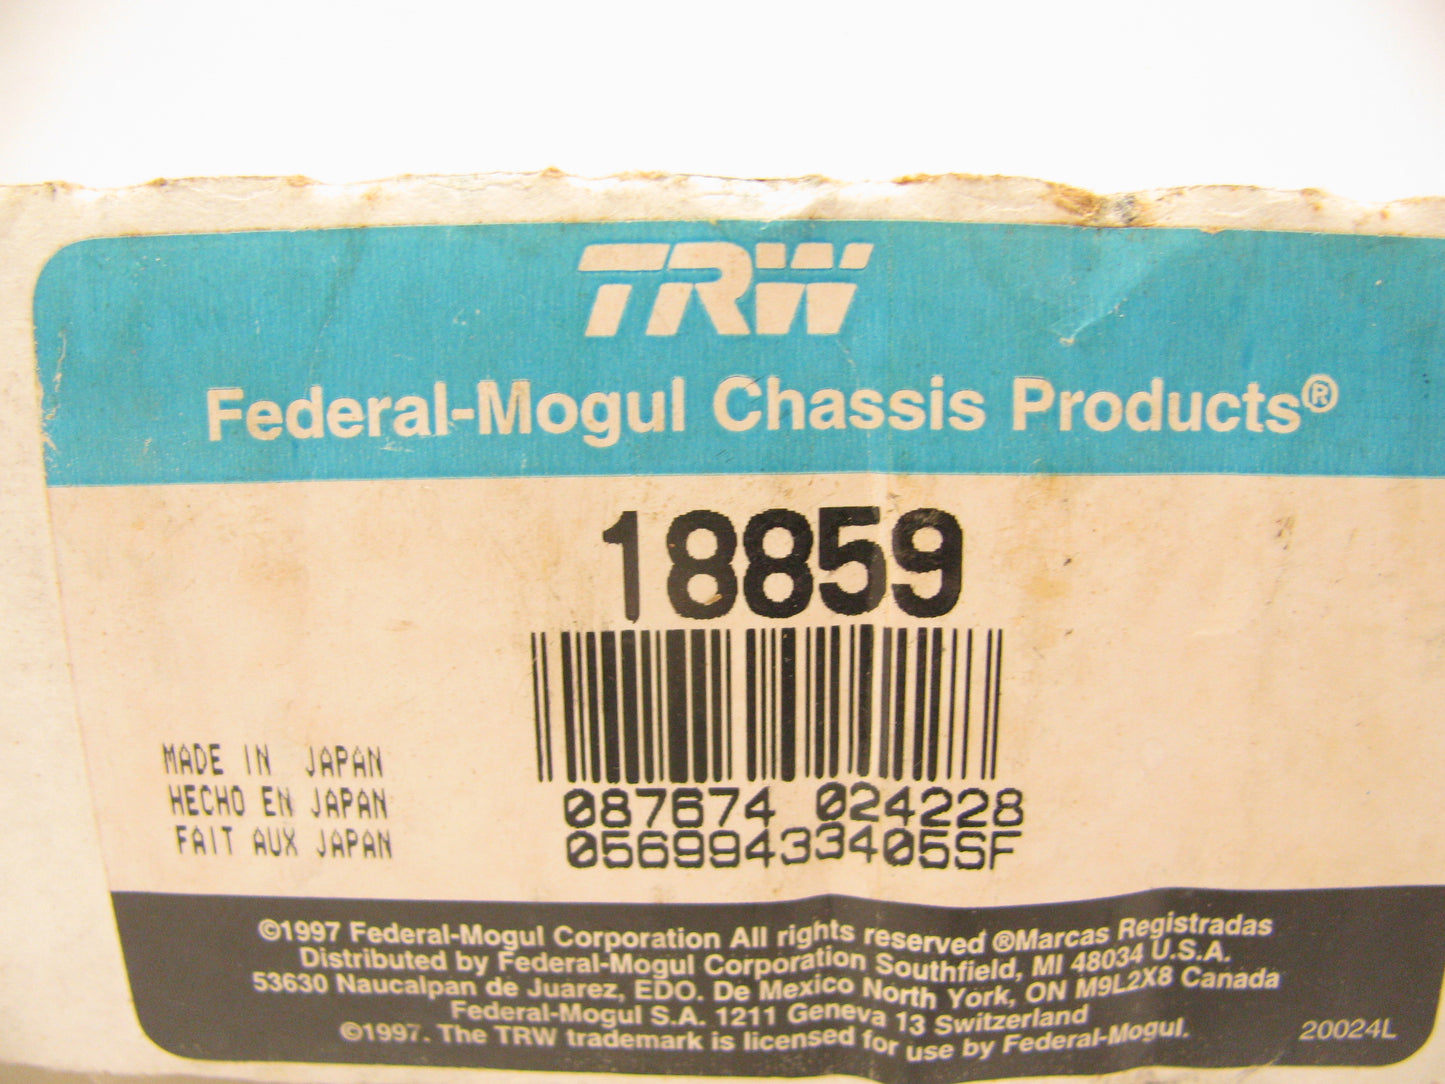 TRW
Federal-Mogul Chassis Products®
18859
MADE IN JAPAN
HECHO EN JAPAN
FAIT AUX JAPAN
087674 024228
05699433405SF
©1997 Federal-Mogul Corporation All rights reserved ®Marcas Registradas
Distributed by Federal-Mogul Corporation Southfield, MI 48034 U.S.A.
53630 Naucalpan de Juarez, EDO. De Mexico North York, ON M9L2X8 Canada
Federal-Mogul S.A. 1211 Geneva 13 Switzerland
©1997. The TRW trademark is licensed for use by Federal-Mogul.
20024L